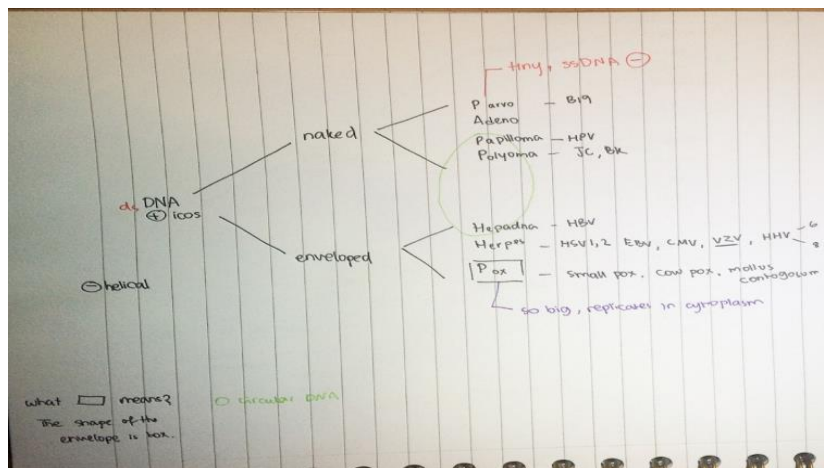 tiny, ssDNA ⊖
Parvo – B19
Adeno
naked
Papilloma – HPV
Polyoma – JC, BK
ds DNA
⊕ icos
Hepadna – HBV
Herpes – HSV1,2 EBV, CMV, VZV, HHV 6 8
enveloped
Pox – small pox, cow pox, mollus
contogosum
⊖ helical
so big, replicates in cytoplasm
what ▭ means? ○ circular DNA
The shape of the
envelope is box.